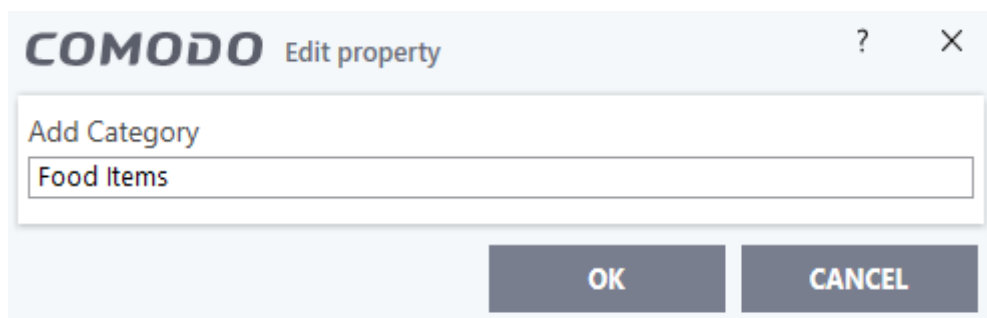 COMODO Edit property ? ×
Add Category
Food Items
OK CANCEL